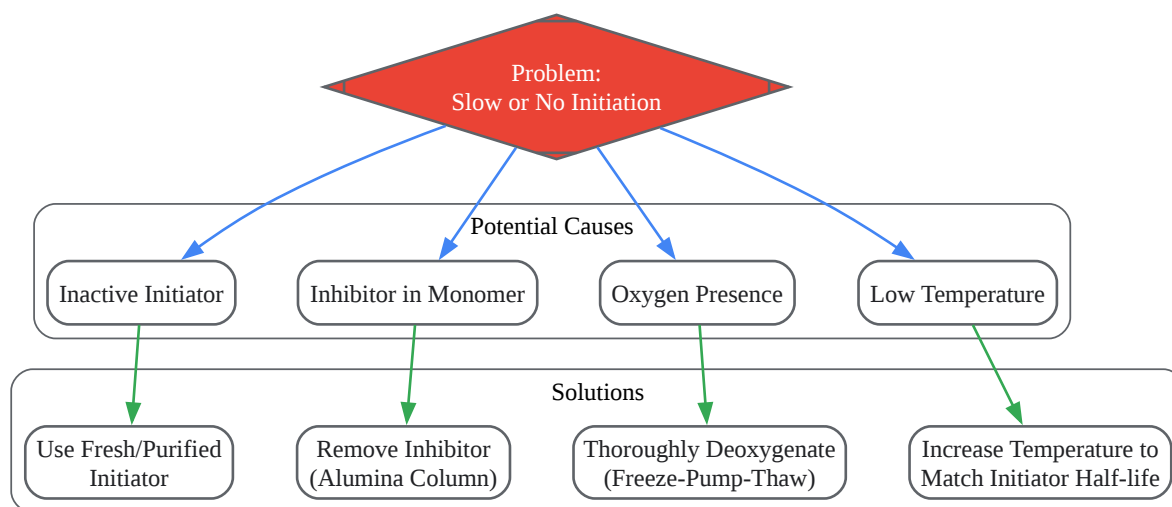 Problem:
Slow or No Initiation
Potential Causes
Inactive Initiator
Inhibitor in Monomer
Oxygen Presence
Low Temperature
Solutions
Use Fresh/Purified
Initiator
Remove Inhibitor
(Alumina Column)
Thoroughly Deoxygenate
(Freeze-Pump-Thaw)
Increase Temperature to
Match Initiator Half-life